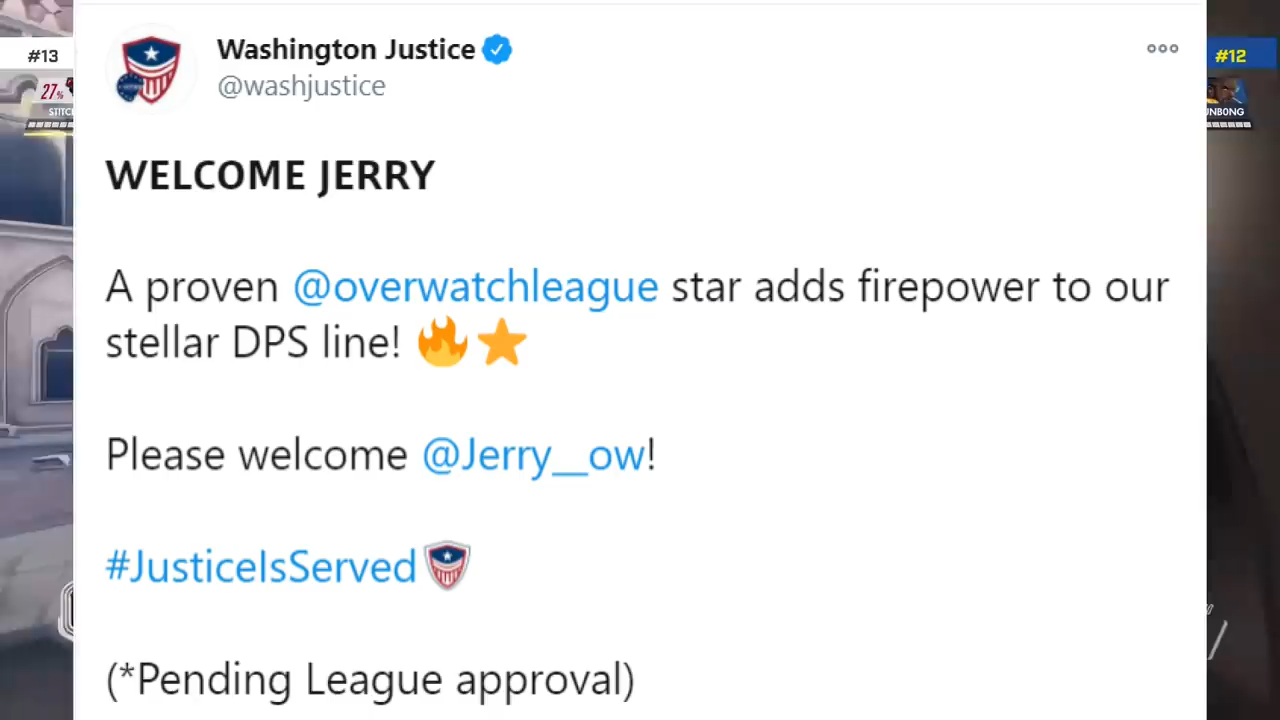 #13
Washington Justice
#12
@washjustice
27%
WELCOME JERRY
A proven @overwatchleague star adds firepower to our
stellar DPS line! 🔥⭐
Please welcome @Jerry__ow!
#JusticeIsServed
(*Pending League approval)